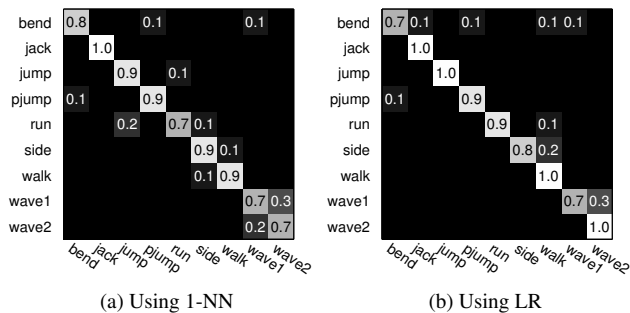 bend 0.8 0.1 0.1
jack 1.0
jump 0.9 0.1
pjump 0.1 0.9
run 0.2 0.7 0.1
side 0.9 0.1
walk 0.1 0.9
wave1 0.7 0.3
wave2 0.2 0.7
bend jack jump pjump run side walk wave1 wave2
(a) Using 1-NN
bend 0.7 0.1 0.1 0.1 0.1
jack 1.0
jump 1.0
pjump 0.1 0.9
run 0.9 0.1
side 0.8 0.2
walk 1.0
wave1 0.7 0.3
wave2 1.0
bend jack jump pjump run side walk wave1 wave2
(b) Using LR